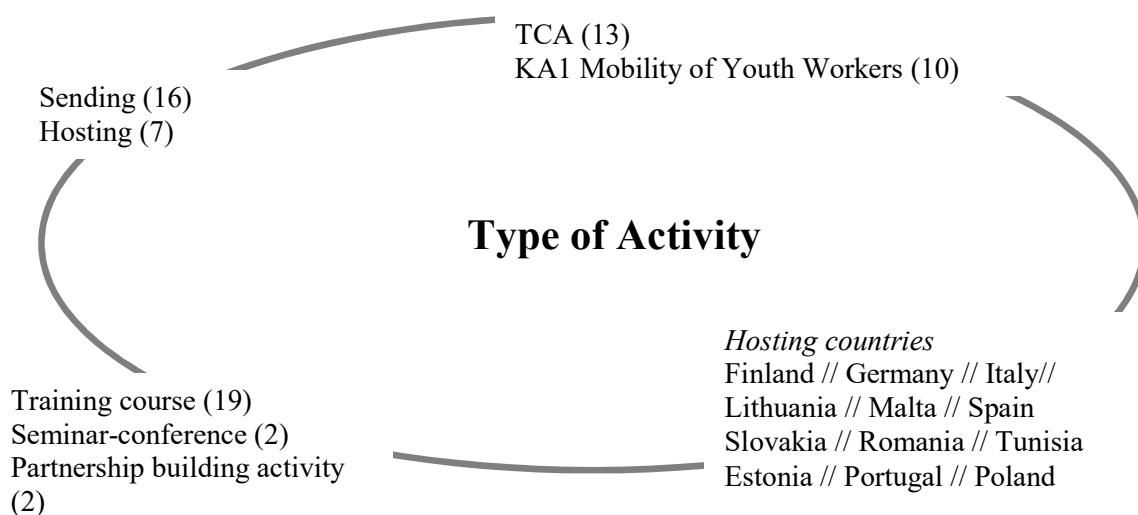 TCA (13)
KA1 Mobility of Youth Workers (10)
Sending (16)
Hosting (7)
Type of Activity
Hosting countries
Finland // Germany // Italy//
Lithuania // Malta // Spain
Slovakia // Romania // Tunisia
Estonia // Portugal // Poland
Training course (19)
Seminar-conference (2)
Partnership building activity
(2)